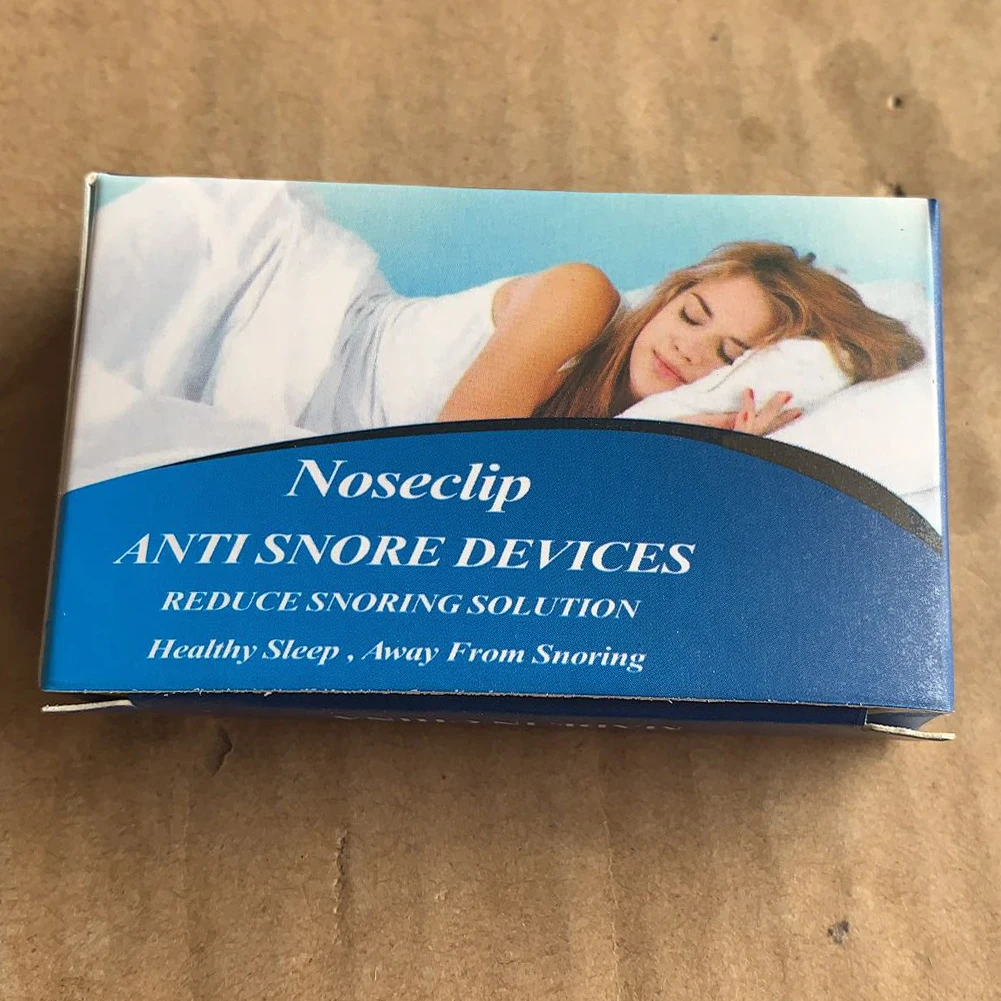 Noseclip
ANTI SNORE DEVICES
REDUCE SNORING SOLUTION
Healthy Sleep , Away From Snoring